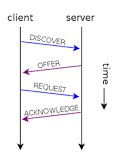 client server
DISCOVER
OFFER
REQUEST
ACKNOWLEDGE
time